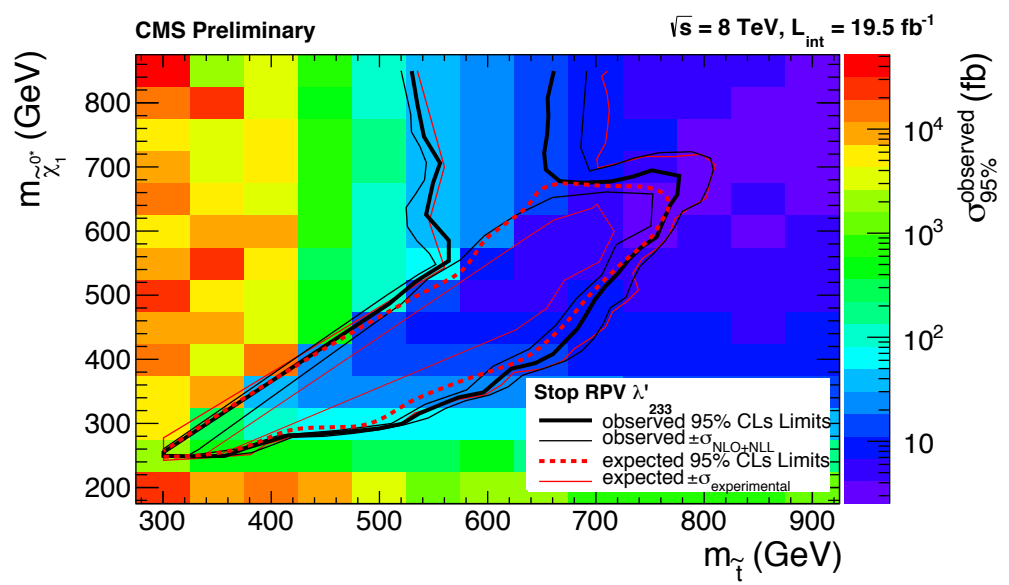 CMS Preliminary
√s = 8 TeV, L_int = 19.5 fb⁻¹
m_χ̃₁⁰* (GeV)
800
700
600
500
400
300
200
300 400 500 600 700 800 900
m_t̃ (GeV)
10⁴
10³
10²
10
σ^observed_95% (fb)
Stop RPV λ'₂₃₃
observed 95% CLs Limits
observed ±σ_NLO+NLL
expected 95% CLs Limits
expected ±σ_experimental